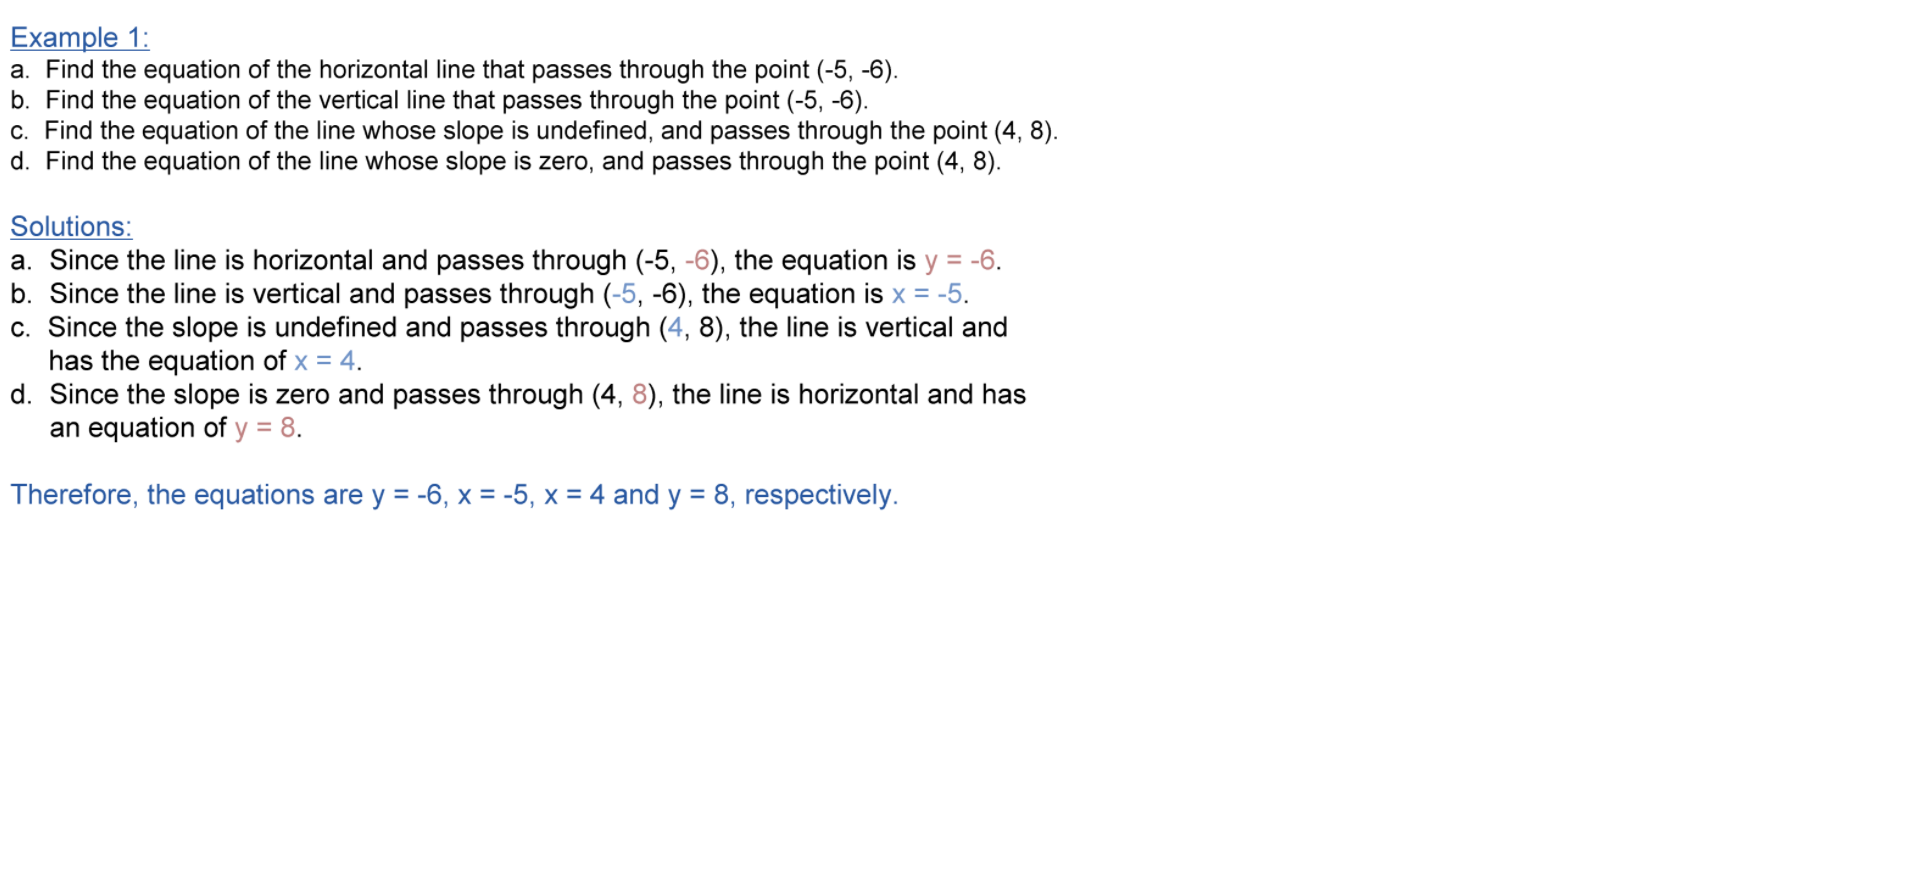 Example 1:
a. Find the equation of the horizontal line that passes through the point (-5, -6).
b. Find the equation of the vertical line that passes through the point (-5, -6).
c. Find the equation of the line whose slope is undefined, and passes through the point (4, 8).
d. Find the equation of the line whose slope is zero, and passes through the point (4, 8).
Solutions:
a. Since the line is horizontal and passes through (-5, -6), the equation is y = -6.
b. Since the line is vertical and passes through (-5, -6), the equation is x = -5.
c. Since the slope is undefined and passes through (4, 8), the line is vertical and
has the equation of x = 4.
d. Since the slope is zero and passes through (4, 8), the line is horizontal and has
an equation of y = 8.
Therefore, the equations are y = -6, x = -5, x = 4 and y = 8, respectively.